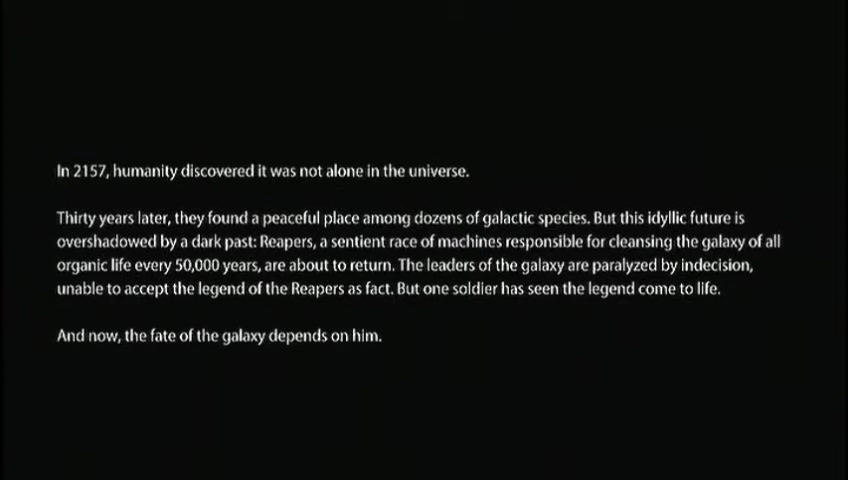 In 2157, humanity discovered it was not alone in the universe.
Thirty years later, they found a peaceful place among dozens of galactic species. But this idyllic future is
overshadowed by a dark past: Reapers, a sentient race of machines responsible for cleansing the galaxy of all
organic life every 50,000 years, are about to return. The leaders of the galaxy are paralyzed by indecision,
unable to accept the legend of the Reapers as fact. But one soldier has seen the legend come to life.
And now, the fate of the galaxy depends on him.